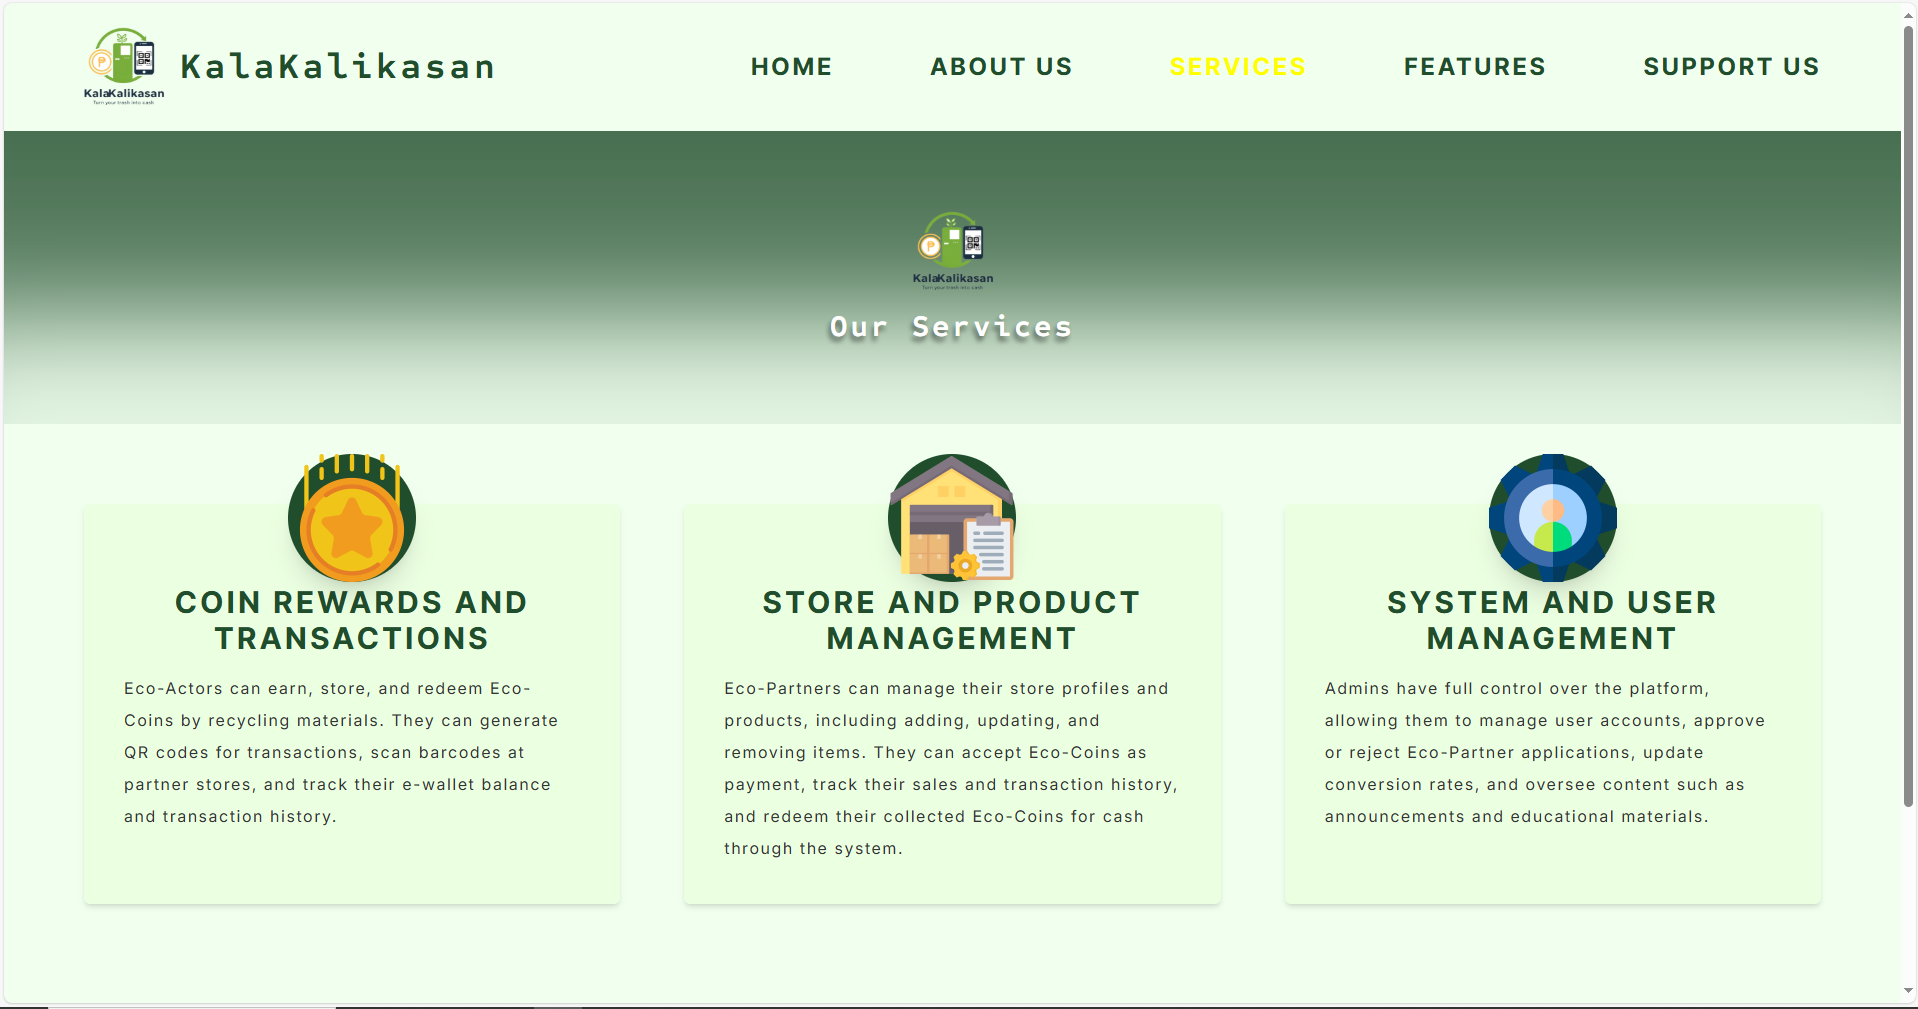 KalaKalikasan
Turn your trash into cash
KalaKalikasan
HOME
ABOUT US
SERVICES
FEATURES
SUPPORT US
KalaKalikasan
Turn your trash into cash
Our Services
COIN REWARDS AND
TRANSACTIONS
Eco-Actors can earn, store, and redeem Eco-
Coins by recycling materials. They can generate
QR codes for transactions, scan barcodes at
partner stores, and track their e-wallet balance
and transaction history.
STORE AND PRODUCT
MANAGEMENT
Eco-Partners can manage their store profiles and
products, including adding, updating, and
removing items. They can accept Eco-Coins as
payment, track their sales and transaction history,
and redeem their collected Eco-Coins for cash
through the system.
SYSTEM AND USER
MANAGEMENT
Admins have full control over the platform,
allowing them to manage user accounts, approve
or reject Eco-Partner applications, update
conversion rates, and oversee content such as
announcements and educational materials.